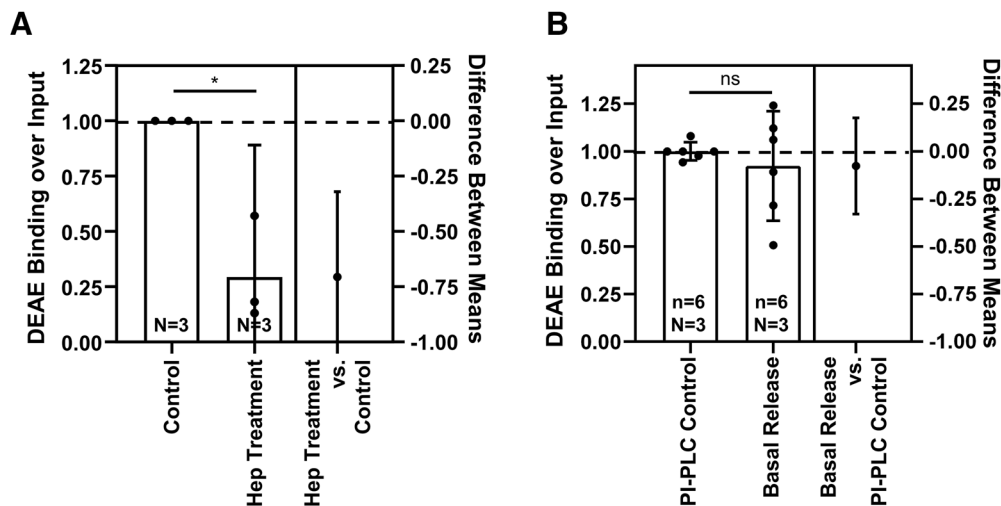 A
DEAE Binding over Input
1.25
1.00
0.75
0.50
0.25
0.00
*
N=3
N=3
0.25
0.00
-0.25
-0.50
-0.75
-1.00
Difference Between Means
Control
Hep Treatment
Hep Treatment
vs.
Control
B
DEAE Binding over Input
1.25
1.00
0.75
0.50
0.25
0.00
ns
n=6
N=3
n=6
N=3
0.25
0.00
-0.25
-0.50
-0.75
-1.00
Difference Between Means
PI-PLC Control
Basal Release
Basal Release
vs.
PI-PLC Control